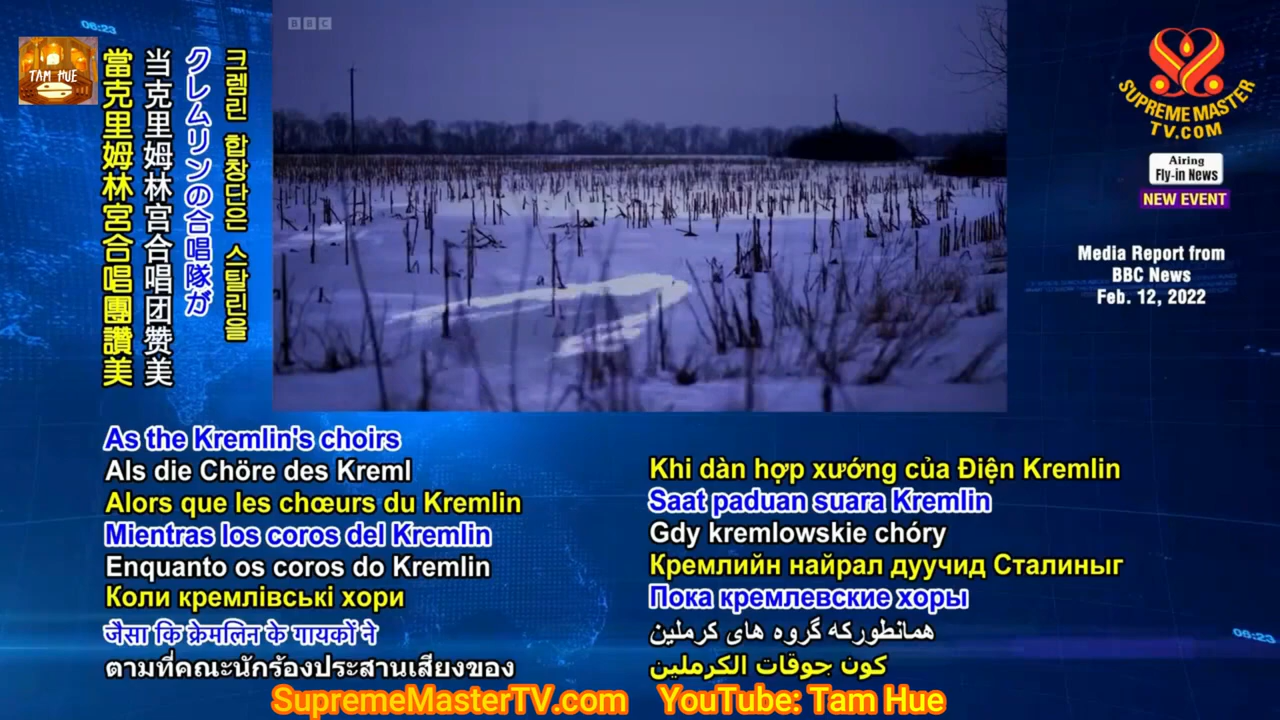 06:23
BBC
TAM HUE
當克里姆林宮合唱團讚美
当克里姆林宫合唱团赞美
クレムリンの合唱隊が
크렘린 합창단은 스탈린을
SUPREME MASTER
TV.COM
Airing
Fly-in News
NEW EVENT
Media Report from
BBC News
Feb. 12, 2022
As the Kremlin's choirs
Als die Chöre des Kreml
Alors que les chœurs du Kremlin
Mientras los coros del Kremlin
Enquanto os coros do Kremlin
Коли кремлівські хори
जैसा कि क्रेमलिन के गायकों ने
ตามที่คณะนักร้องประสานเสียงของ
Khi dàn hợp xướng của Điện Kremlin
Saat paduan suara Kremlin
Gdy kremlowskie chóry
Кремлийн найрал дуучид Сталиныг
Пока кремлевские хоры
همانطورکه گروه های کرملین
كون جوقات الكرملين
06:23
SupremeMasterTV.com YouTube: Tam Hue